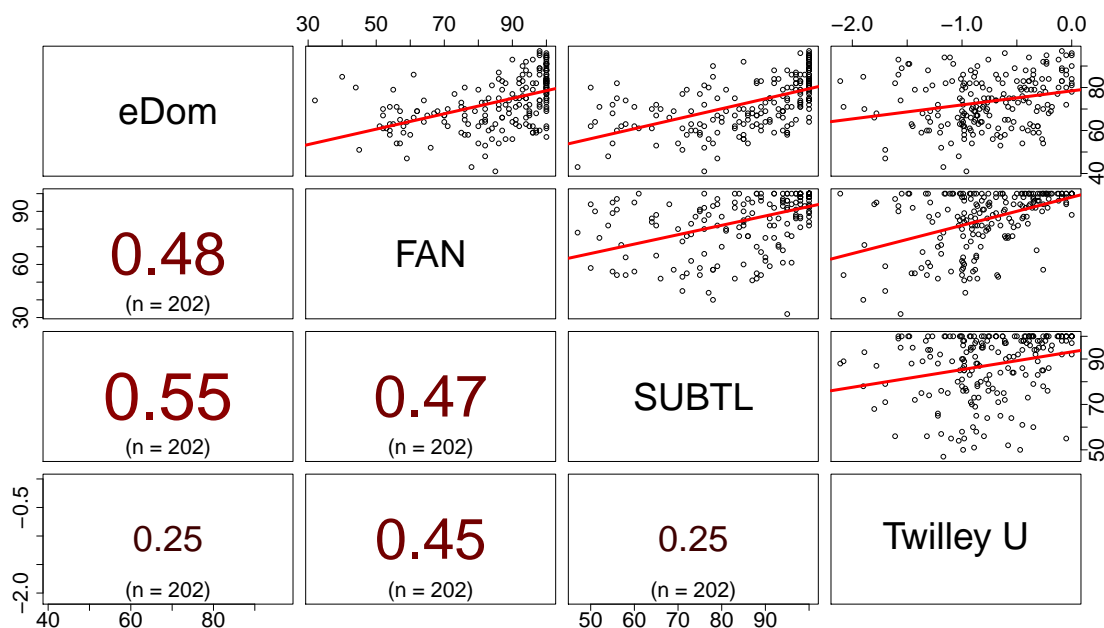 30 50 70 90 −2.0 −1.0 0.0
eDom
40 60 80
30 60 90
0.48
(n = 202)
FAN
0.55
(n = 202)
0.47
(n = 202)
SUBTL
50 70 90
−2.0 −0.5
0.25
(n = 202)
0.45
(n = 202)
0.25
(n = 202)
Twilley U
40 60 80 50 60 70 80 90